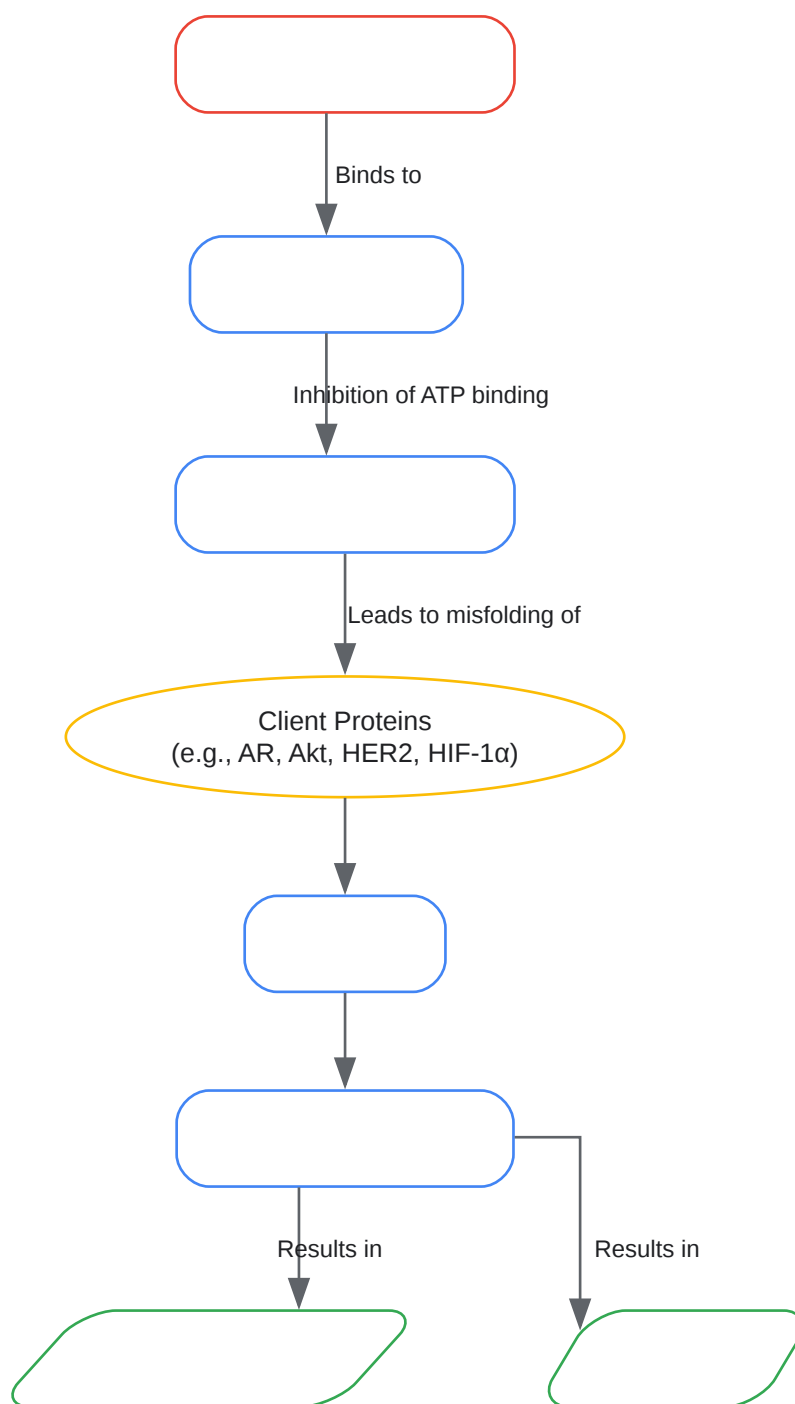 Binds to
Inhibition of ATP binding
Leads to misfolding of
Client Proteins
(e.g., AR, Akt, HER2, HIF-1α)
Results in
Results in